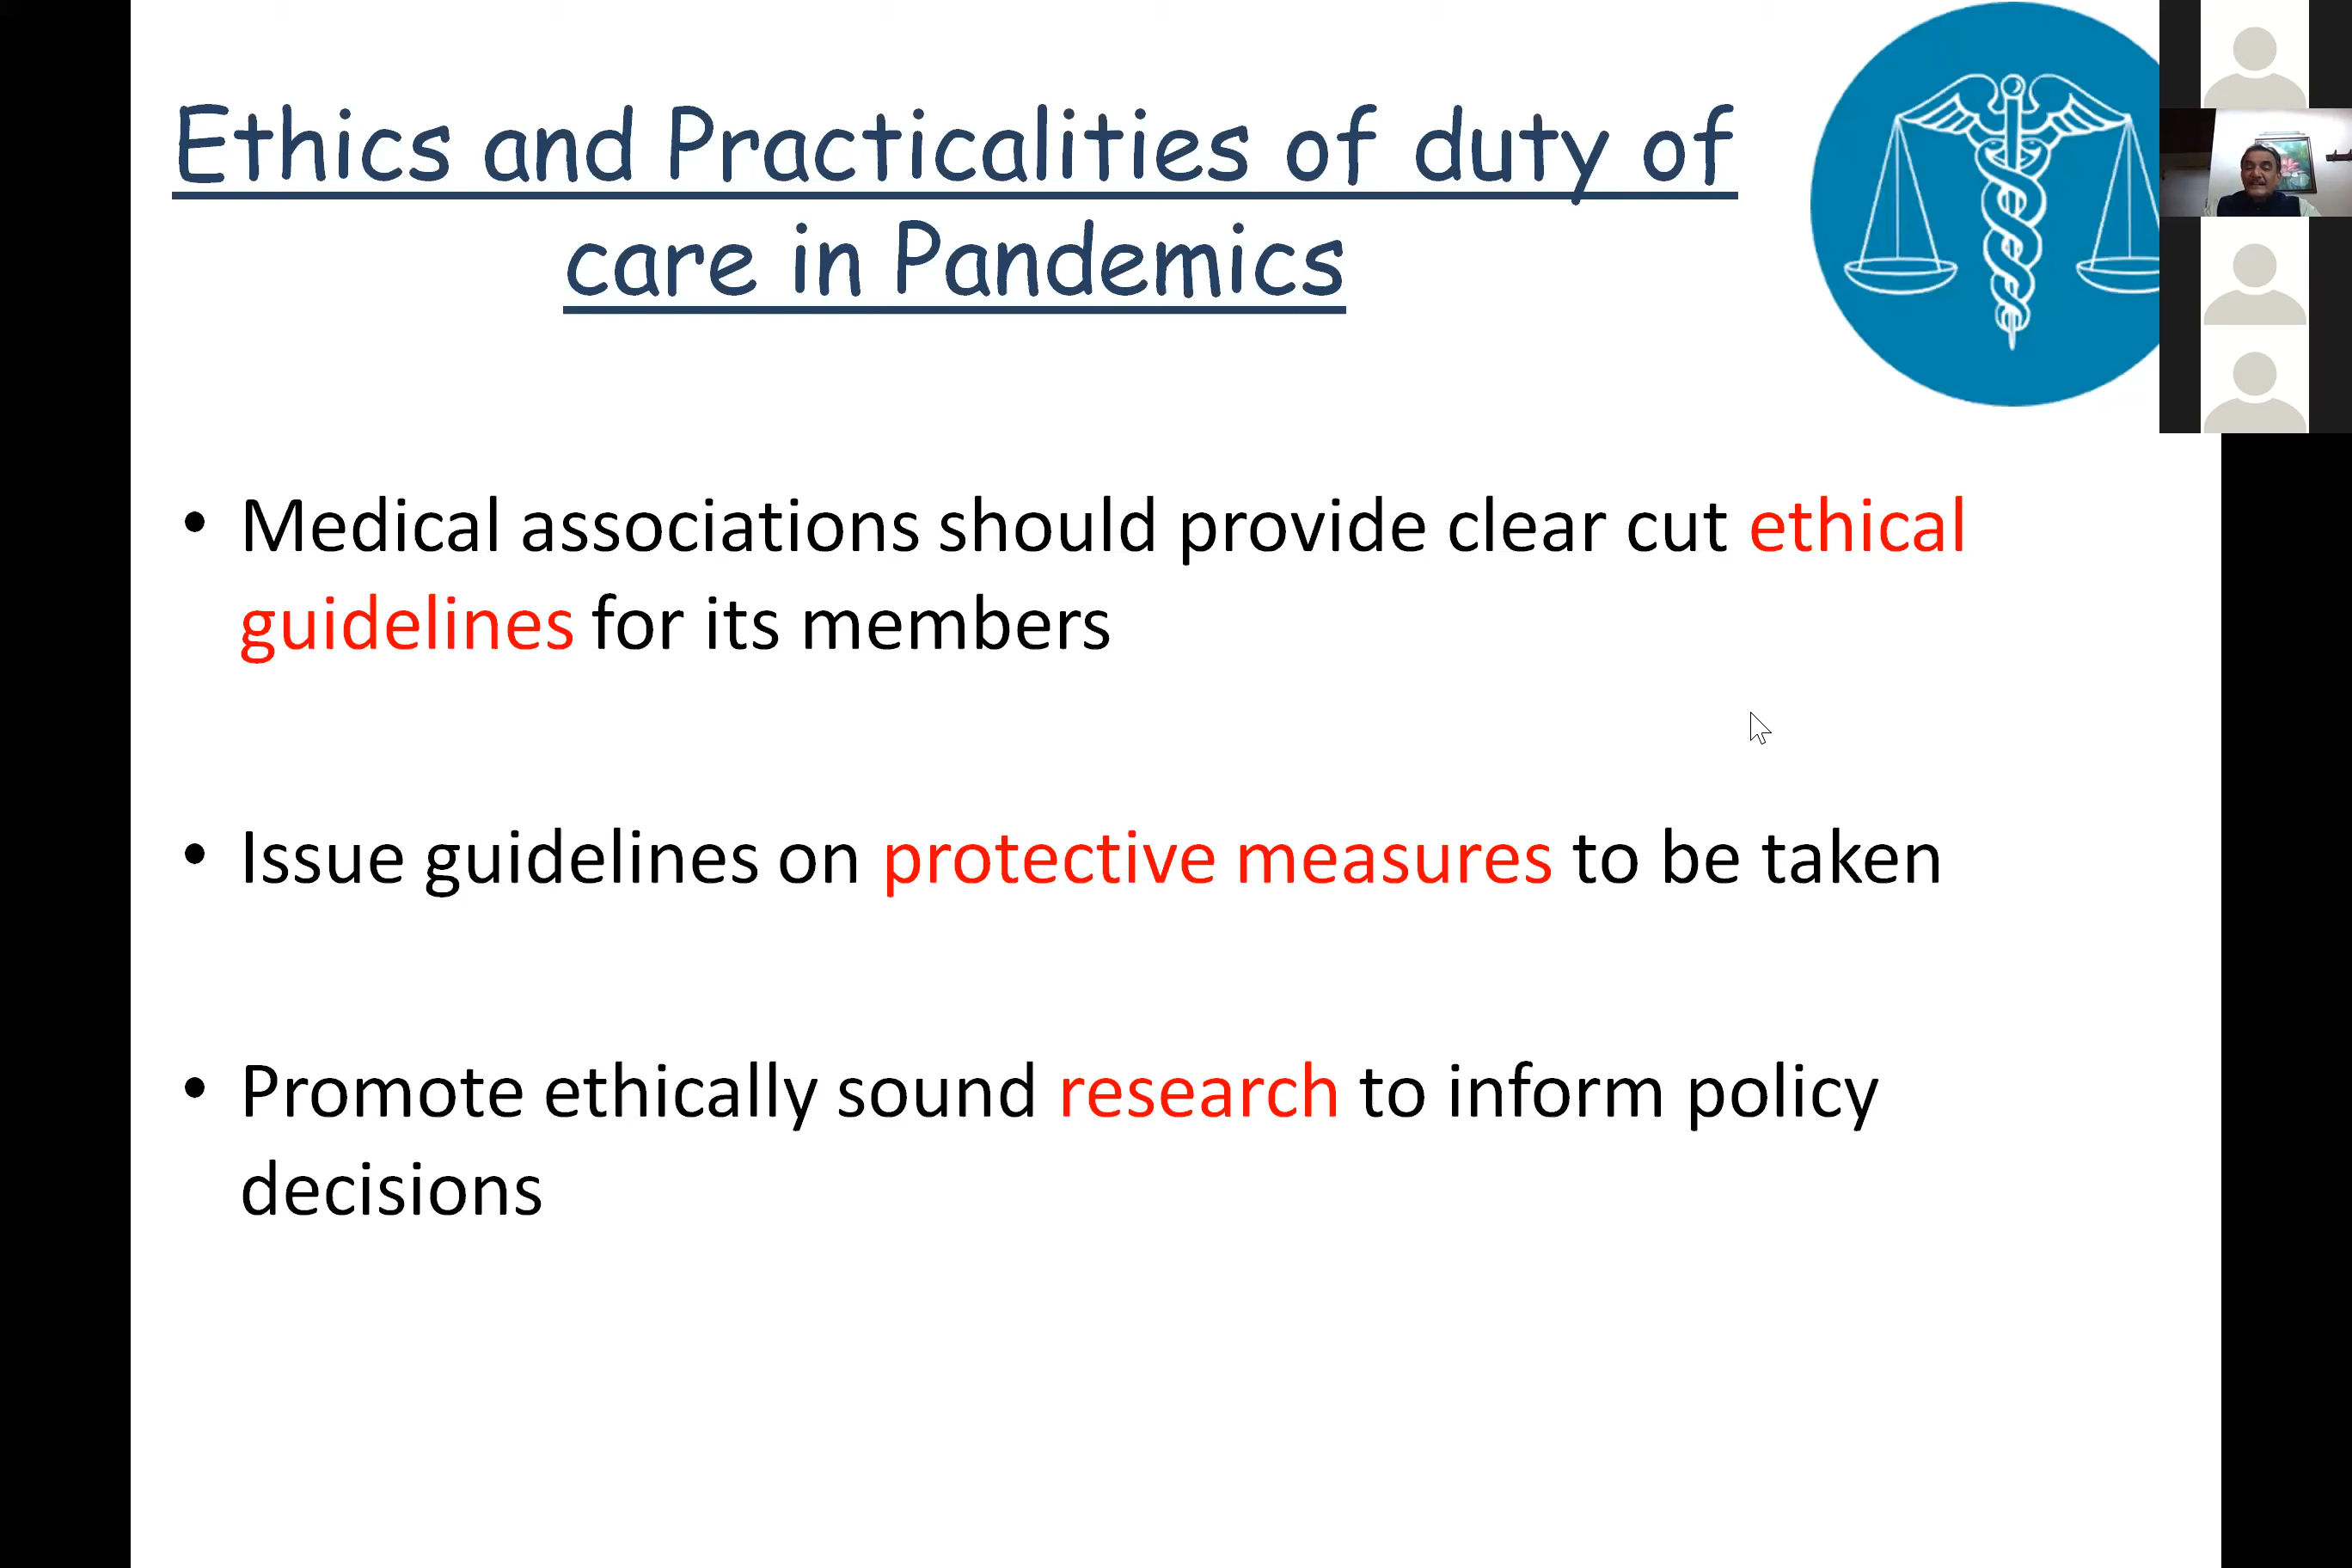 Ethics and Practicalities of duty of
care in Pandemics
• Medical associations should provide clear cut ethical
guidelines for its members
• Issue guidelines on protective measures to be taken
• Promote ethically sound research to inform policy
decisions